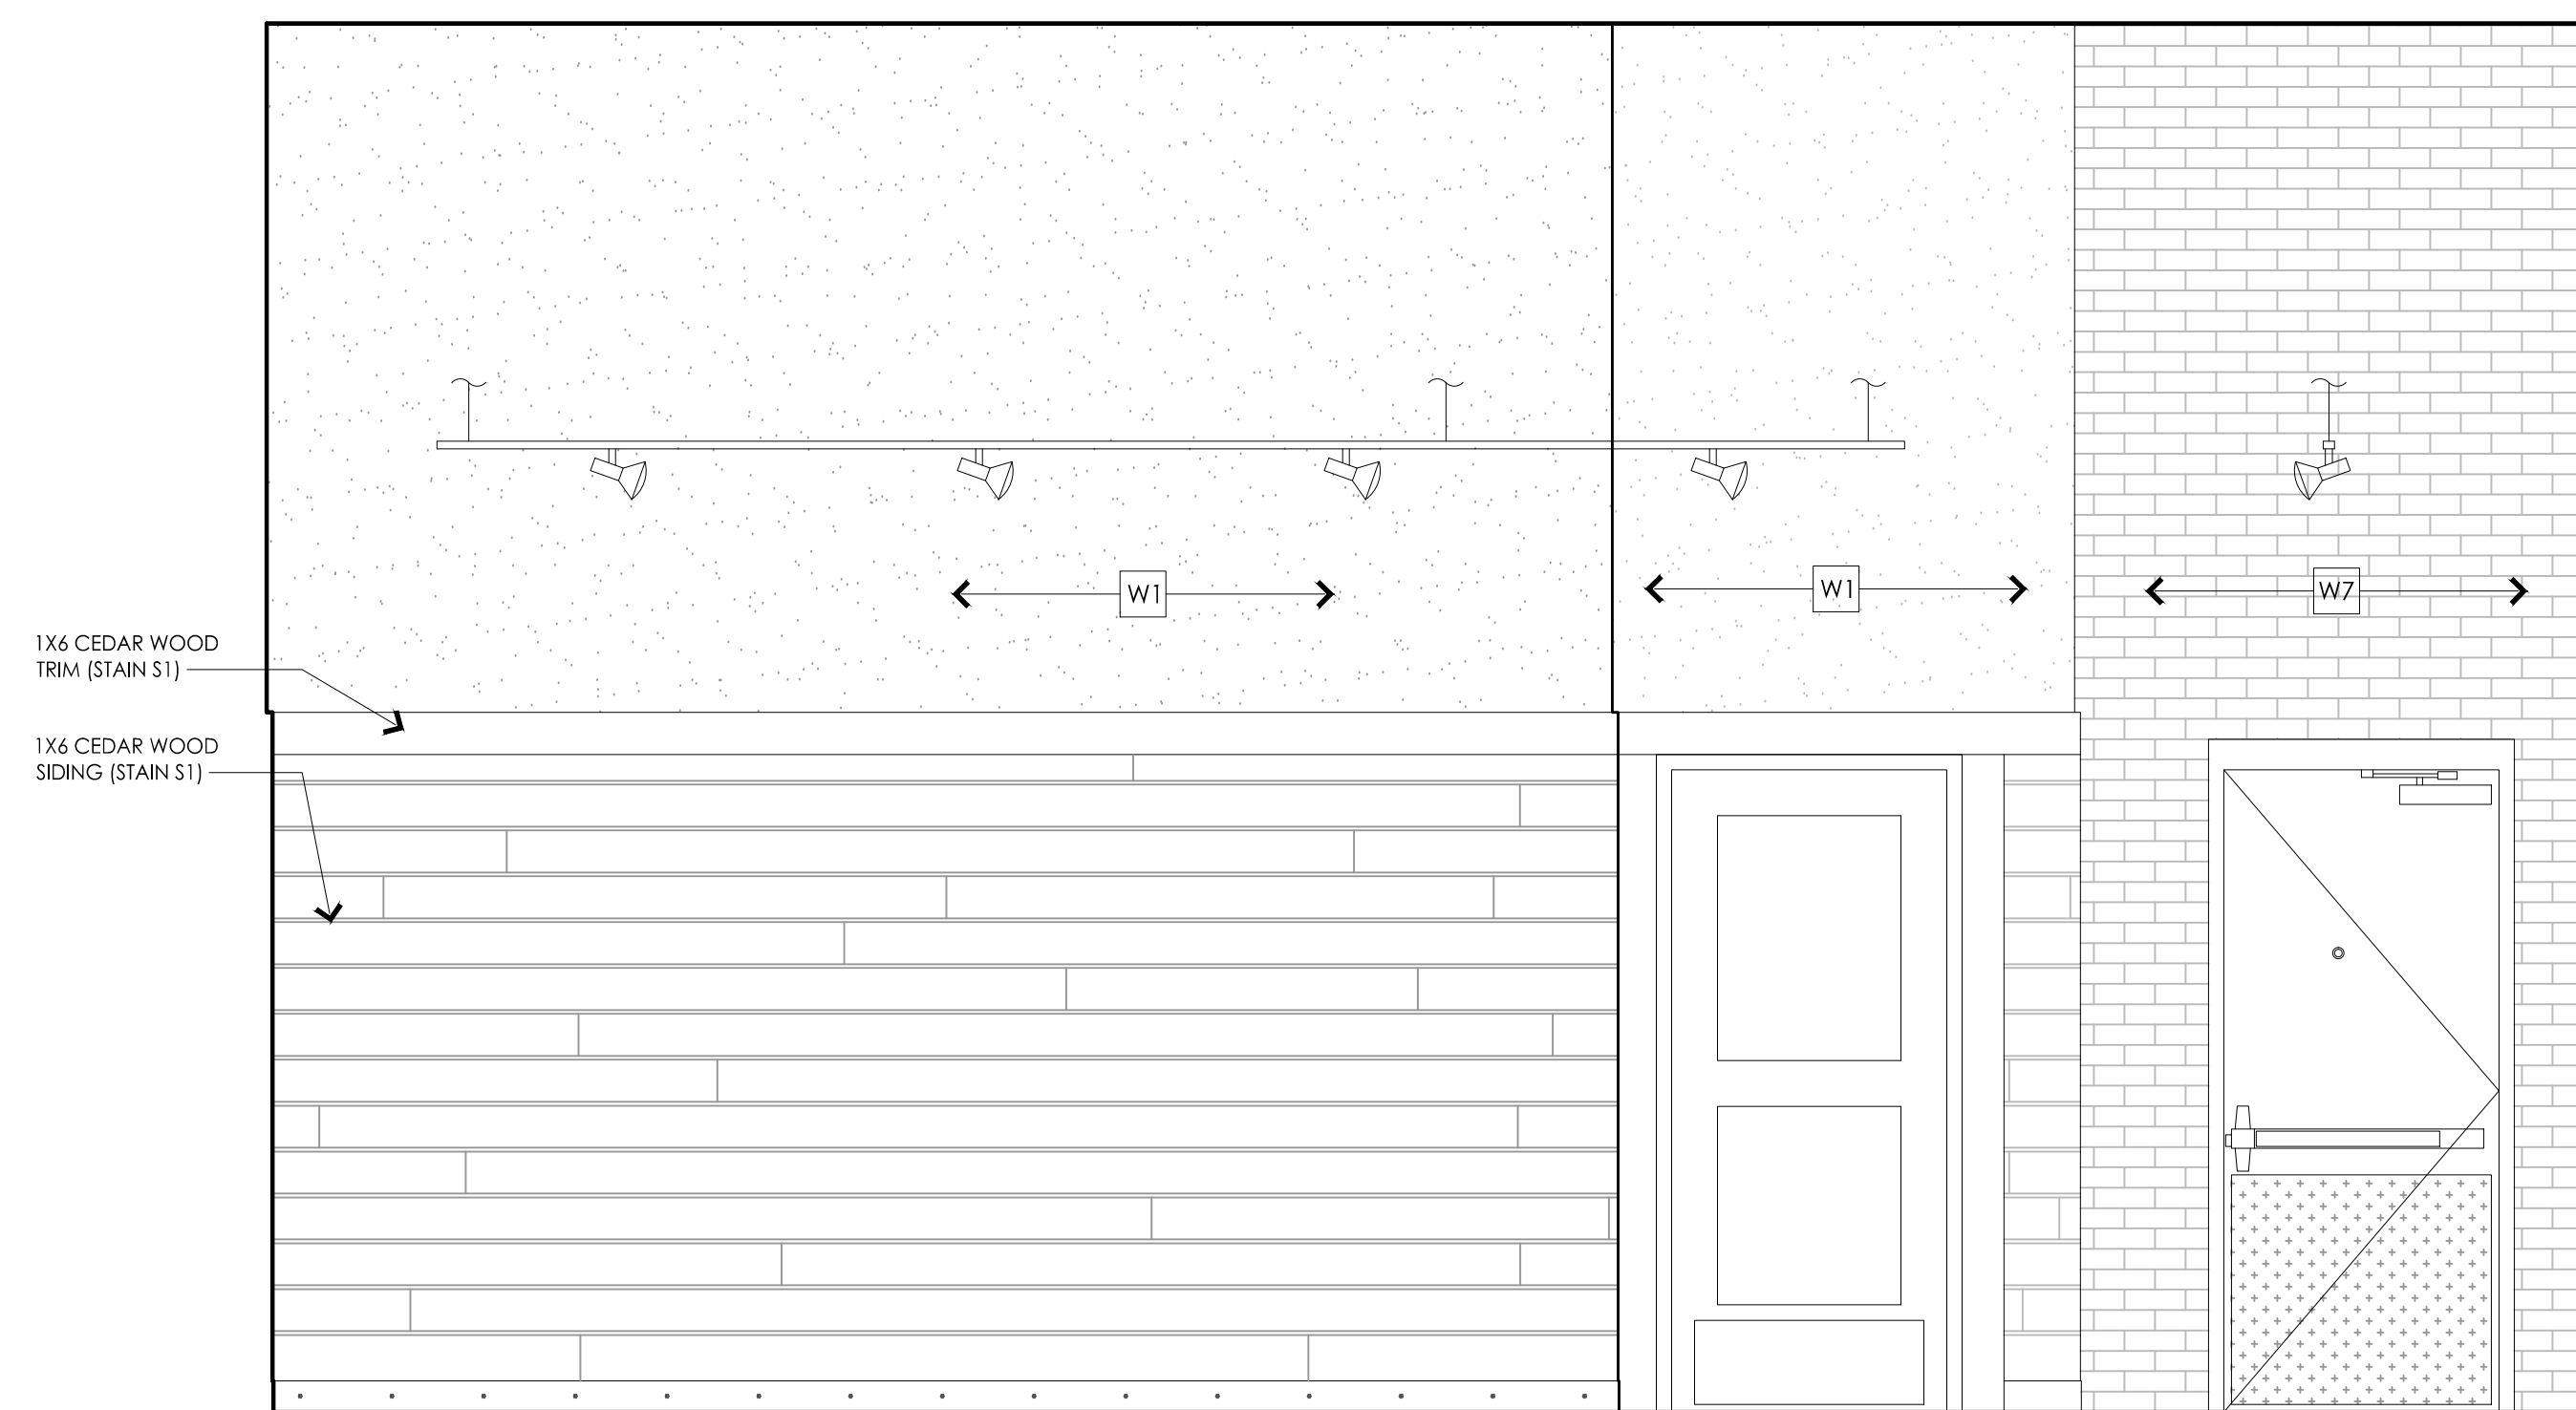 W1
W1
W7
1X6 CEDAR WOOD
TRIM (STAIN S1)
1X6 CEDAR WOOD
SIDING (STAIN S1)